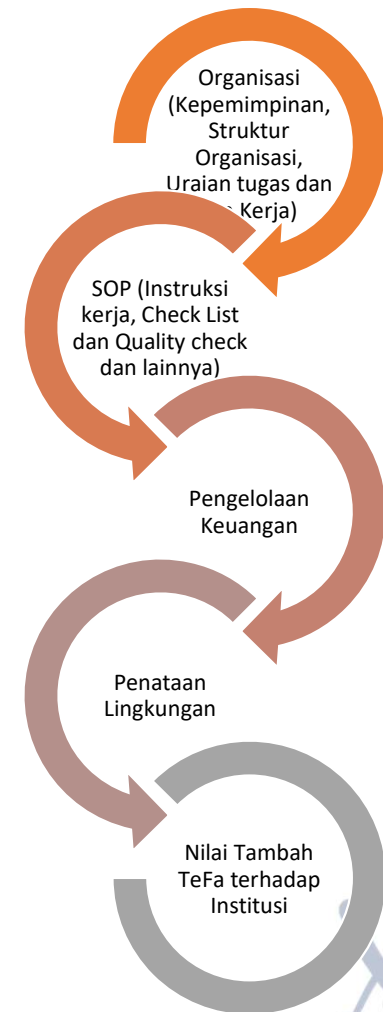 Organisasi
(Kepemimpinan,
Struktur
Organisasi,
Uraian tugas dan
Kerja)
SOP (Instruksi
kerja, Check List
dan Quality check
dan lainnya)
Pengelolaan
Keuangan
Penataan
Lingkungan
Nilai Tambah
TeFa terhadap
Institusi